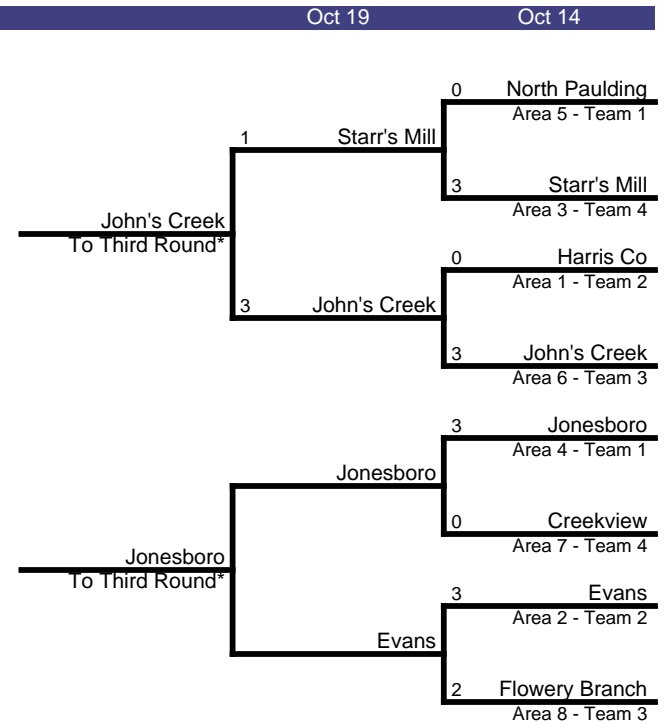 Oct 19 Oct 14
0 North Paulding
Area 5 - Team 1
1 Starr's Mill
3 Starr's Mill
Area 3 - Team 4
John's Creek
To Third Round*
0 Harris Co
Area 1 - Team 2
3 John's Creek
3 John's Creek
Area 6 - Team 3
3 Jonesboro
Area 4 - Team 1
Jonesboro
0 Creekview
Area 7 - Team 4
Jonesboro
To Third Round*
3 Evans
Area 2 - Team 2
Evans
2 Flowery Branch
Area 8 - Team 3